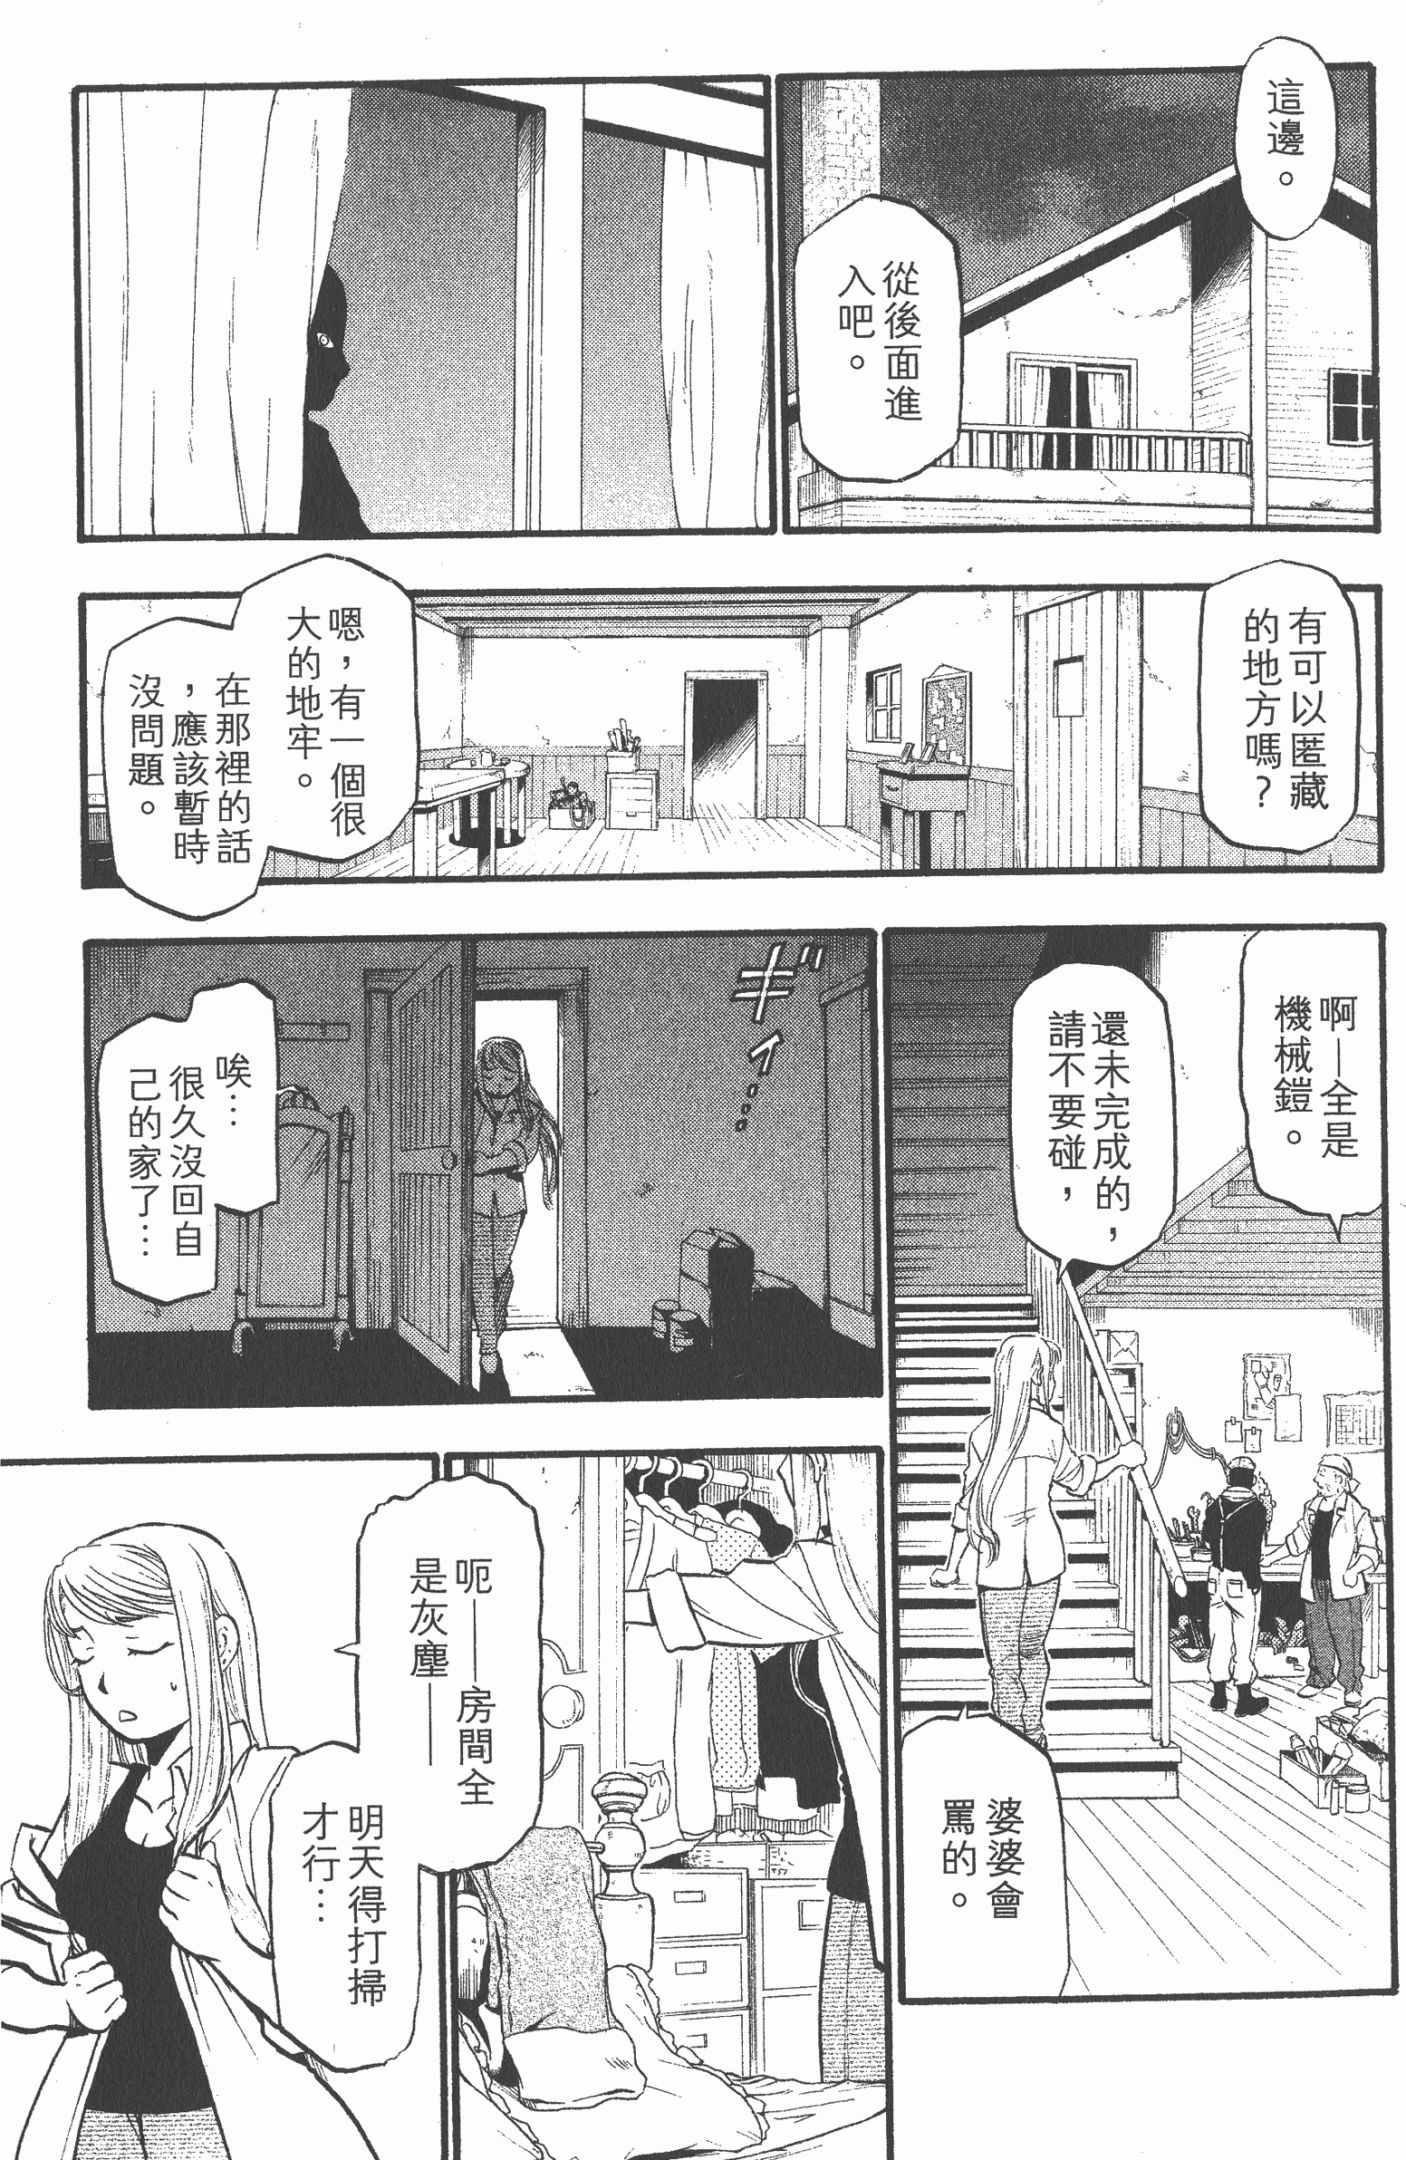 這邊。
從後面進
入吧。
有可以匿藏
的地方嗎？
嗯，有一個很
大的地牢。
在那裡的話
，應該暫時
沒問題。
啊—全是
機械鎧。
還未完成的，
請不要碰，
婆婆會
罵的。
ギイ…
唉…
很久沒回自
己的家了…
呃——房間全
是灰塵——
明天得打掃
才行…